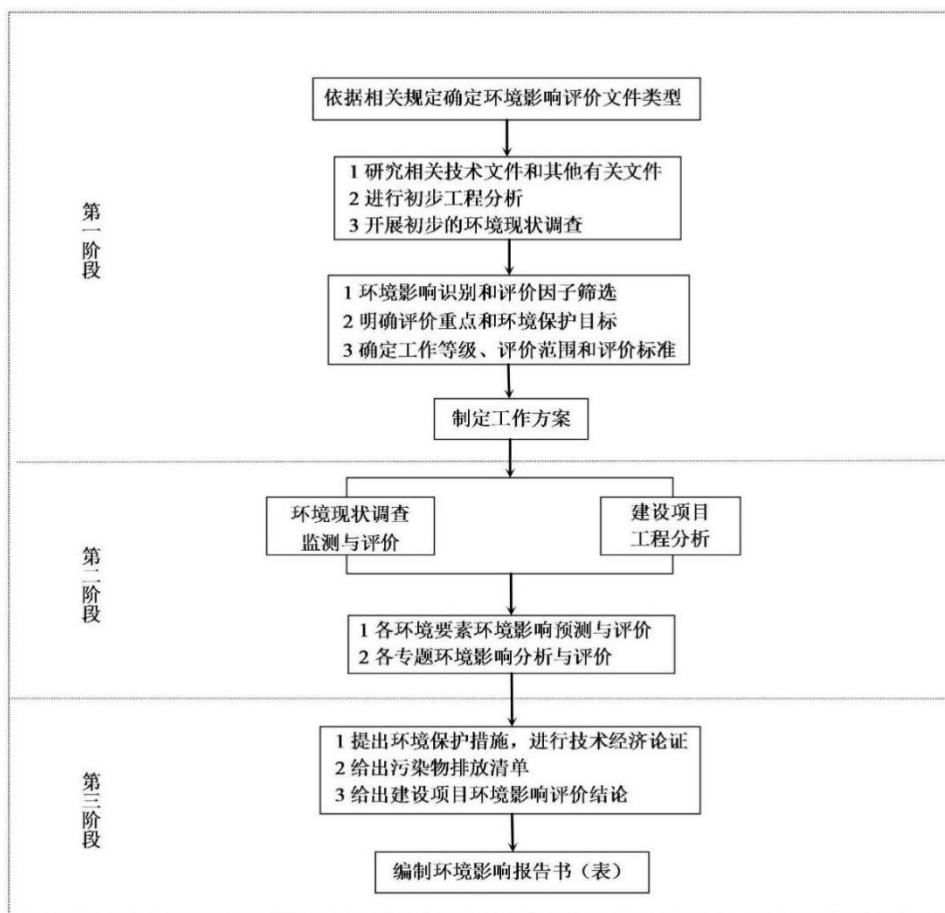 依据相关规定确定环境影响评价文件类型
1 研究相关技术文件和其他有关文件
2 进行初步工程分析
3 开展初步的环境现状调查
第一阶段
1 环境影响识别和评价因子筛选
2 明确评价重点和环境保护目标
3 确定工作等级、评价范围和评价标准
制定工作方案
环境现状调查
监测与评价
建设项目
工程分析
第二阶段
1 各环境要素环境影响预测与评价
2 各专题环境影响分析与评价
第三阶段
1 提出环境保护措施，进行技术经济论证
2 给出污染物排放清单
3 给出建设项目环境影响评价结论
编制环境影响报告书（表）